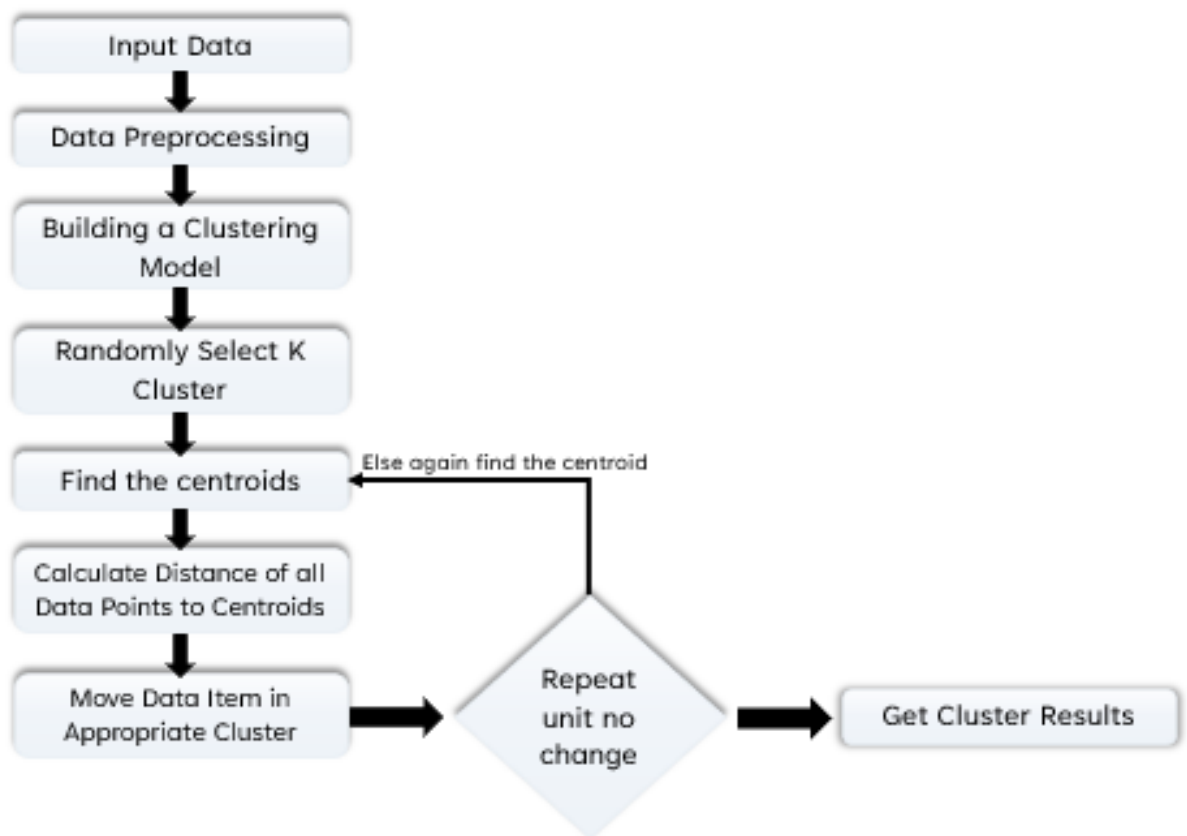 Input Data
Data Preprocessing
Building a Clustering
Model
Randomly Select K
Cluster
Find the centroids
Else again find the centroid
Calculate Distance of all
Data Points to Centroids
Move Data Item in
Appropriate Cluster
Repeat
unit no
change
Get Cluster Results